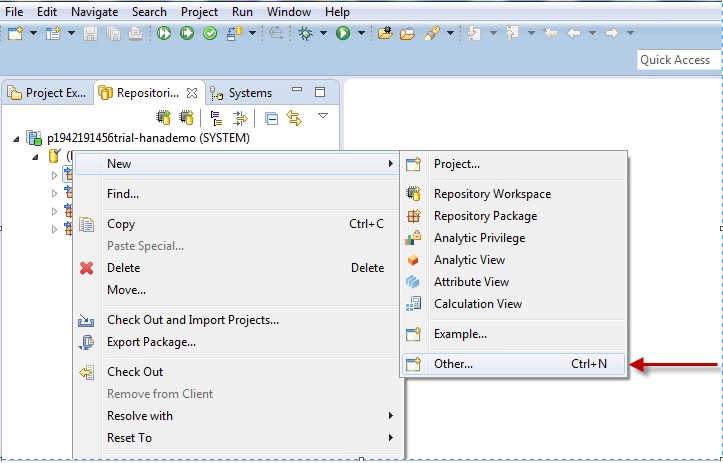 File Edit Navigate Search Project Run Window Help
Quick Access
Project Ex... Repositori... Systems
p1942191456trial-hanademo (SYSTEM)
New
Find...
Copy Ctrl+C
Paste Special...
Delete Delete
Move...
Check Out and Import Projects...
Export Package...
Check Out
Remove from Client
Resolve with
Reset To
Project...
Repository Workspace
Repository Package
Analytic Privilege
Analytic View
Attribute View
Calculation View
Example...
Other... Ctrl+N